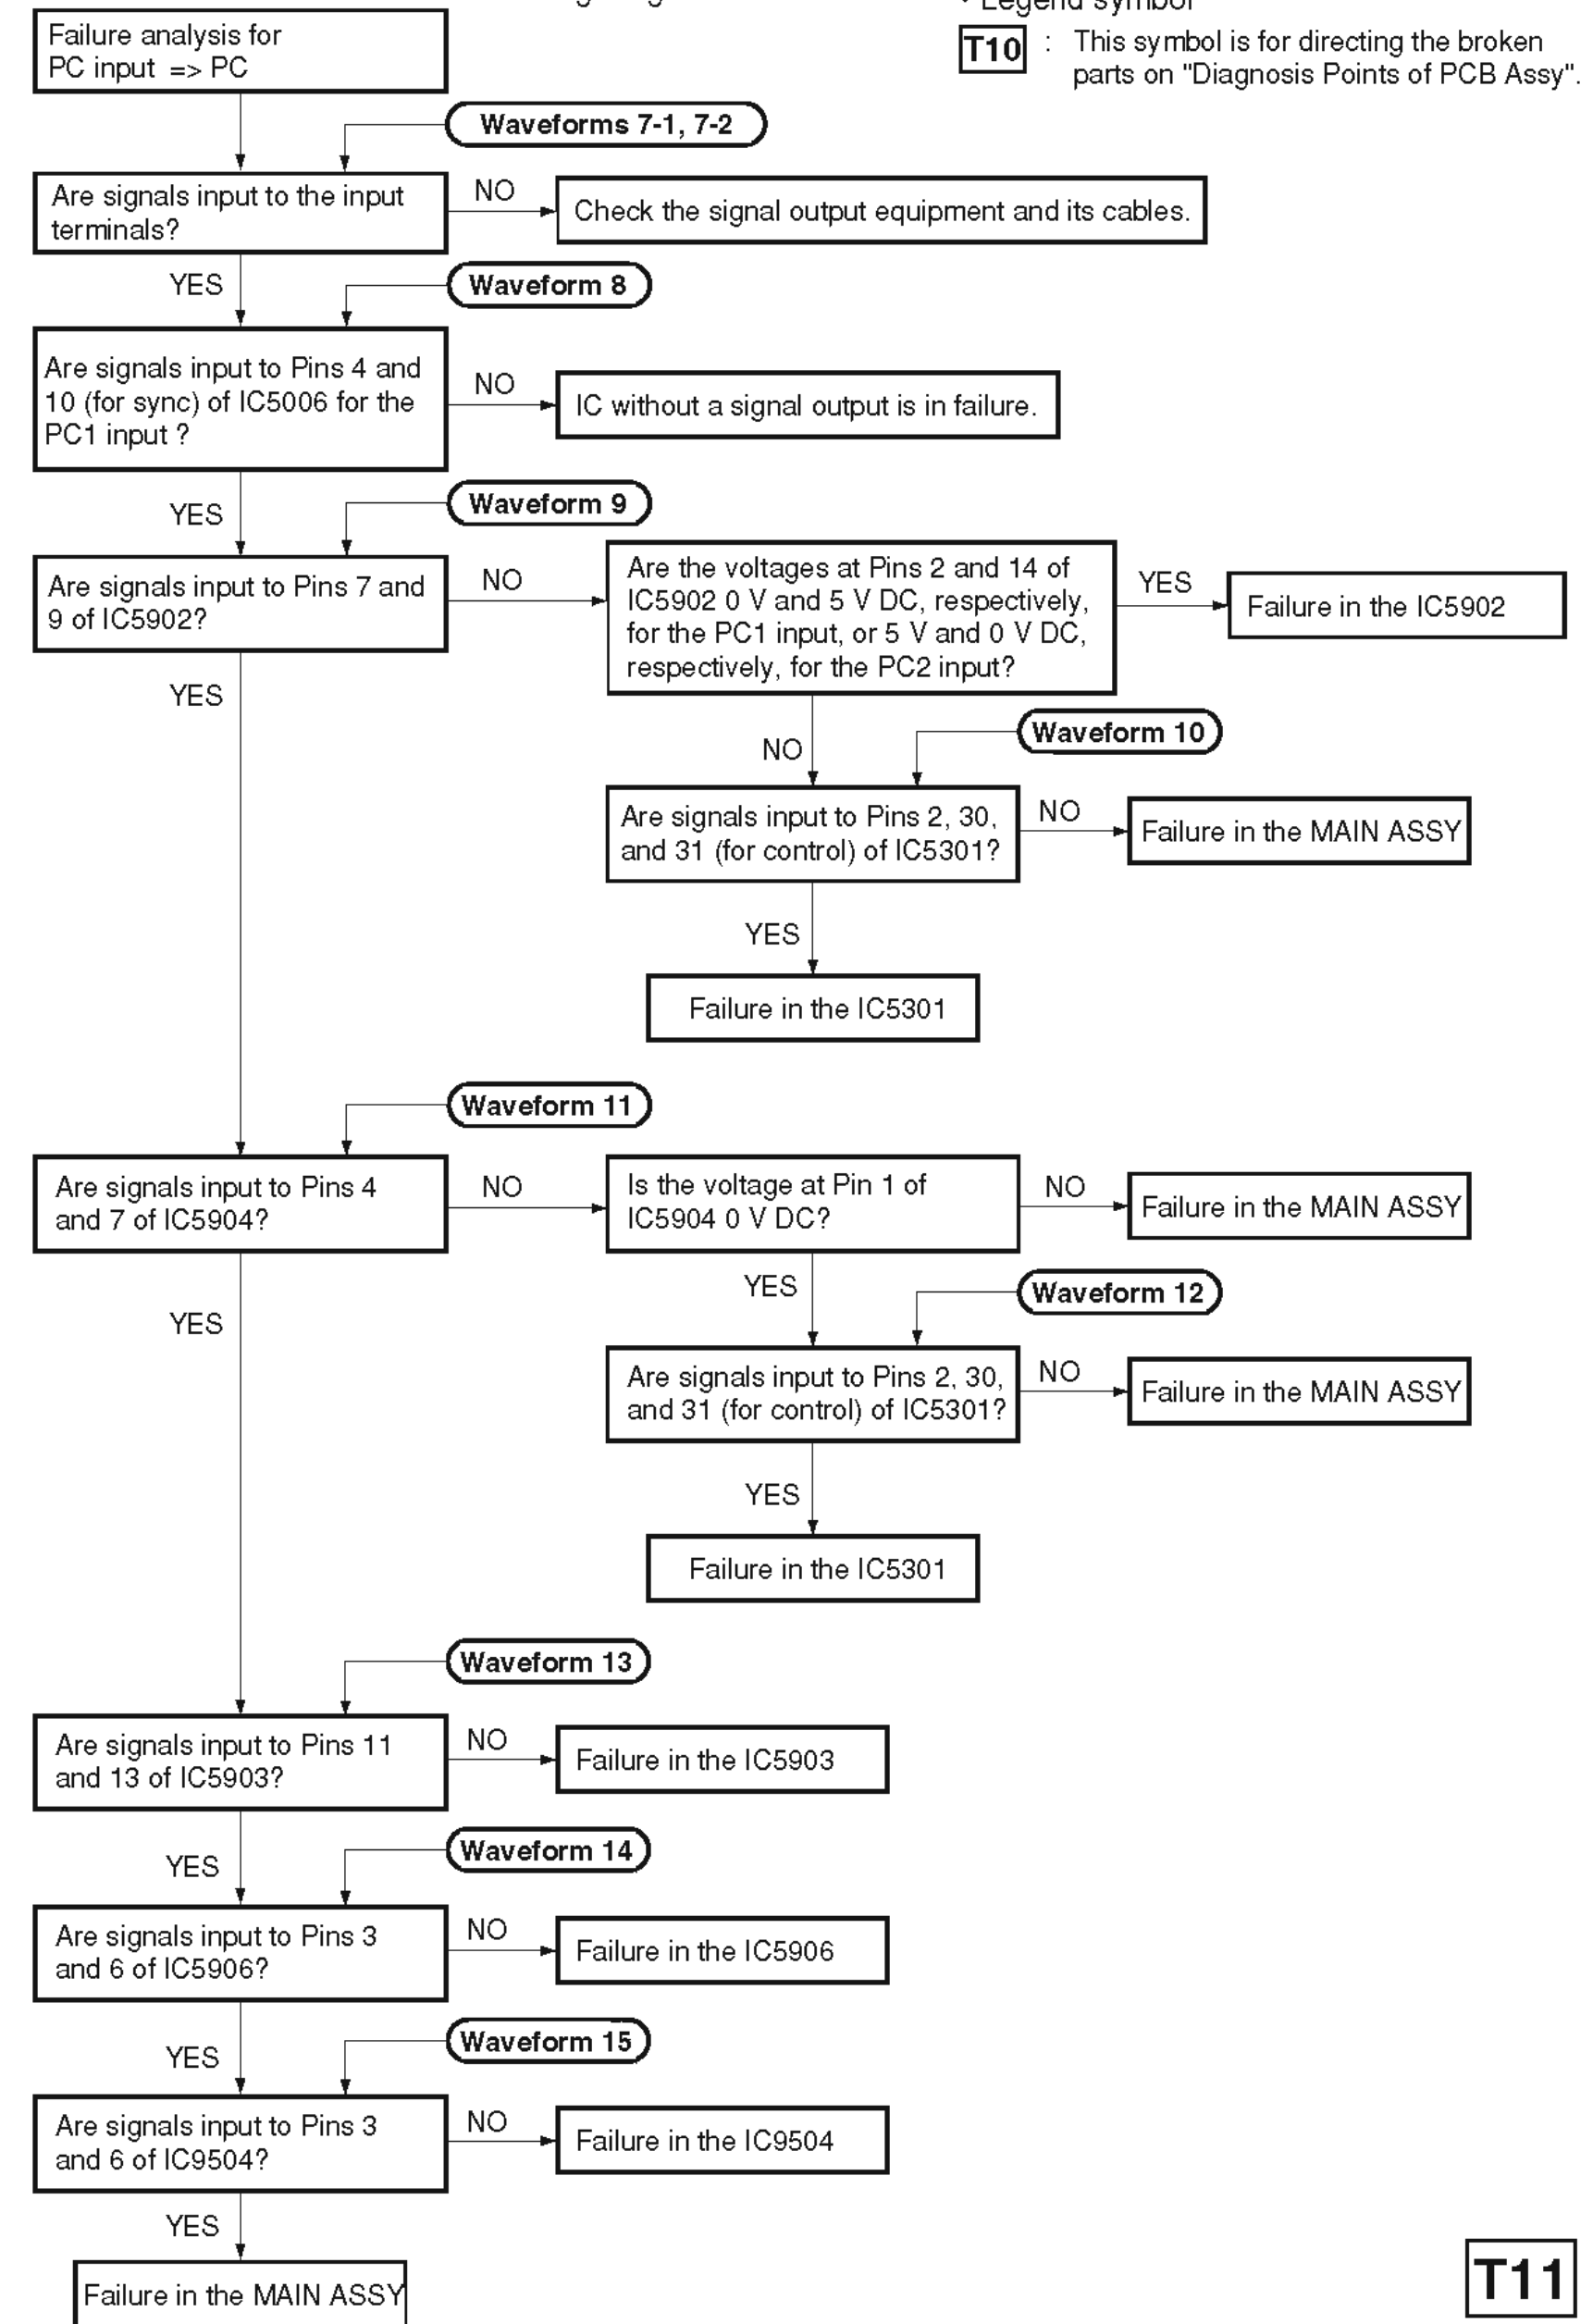 Legend symbol
Failure analysis for
PC input => PC
T10 : This symbol is for directing the broken
parts on "Diagnosis Points of PCB Assy".
Waveforms 7-1, 7-2
Are signals input to the input
terminals?
NO
Check the signal output equipment and its cables.
YES
Waveform 8
Are signals input to Pins 4 and
10 (for sync) of IC5006 for the
PC1 input ?
NO
IC without a signal output is in failure.
YES
Waveform 9
Are signals input to Pins 7 and
9 of IC5902?
NO
Are the voltages at Pins 2 and 14 of
IC5902 0 V and 5 V DC, respectively,
for the PC1 input, or 5 V and 0 V DC,
respectively, for the PC2 input?
YES
Failure in the IC5902
YES
NO
Waveform 10
Are signals input to Pins 2, 30,
and 31 (for control) of IC5301?
NO
Failure in the MAIN ASSY
YES
Failure in the IC5301
Waveform 11
Are signals input to Pins 4
and 7 of IC5904?
NO
Is the voltage at Pin 1 of
IC5904 0 V DC?
NO
Failure in the MAIN ASSY
YES
YES
Waveform 12
Are signals input to Pins 2, 30,
and 31 (for control) of IC5301?
NO
Failure in the MAIN ASSY
YES
Failure in the IC5301
Waveform 13
Are signals input to Pins 11
and 13 of IC5903?
NO
Failure in the IC5903
YES
Waveform 14
Are signals input to Pins 3
and 6 of IC5906?
NO
Failure in the IC5906
YES
Waveform 15
Are signals input to Pins 3
and 6 of IC9504?
NO
Failure in the IC9504
YES
Failure in the MAIN ASSY
T11